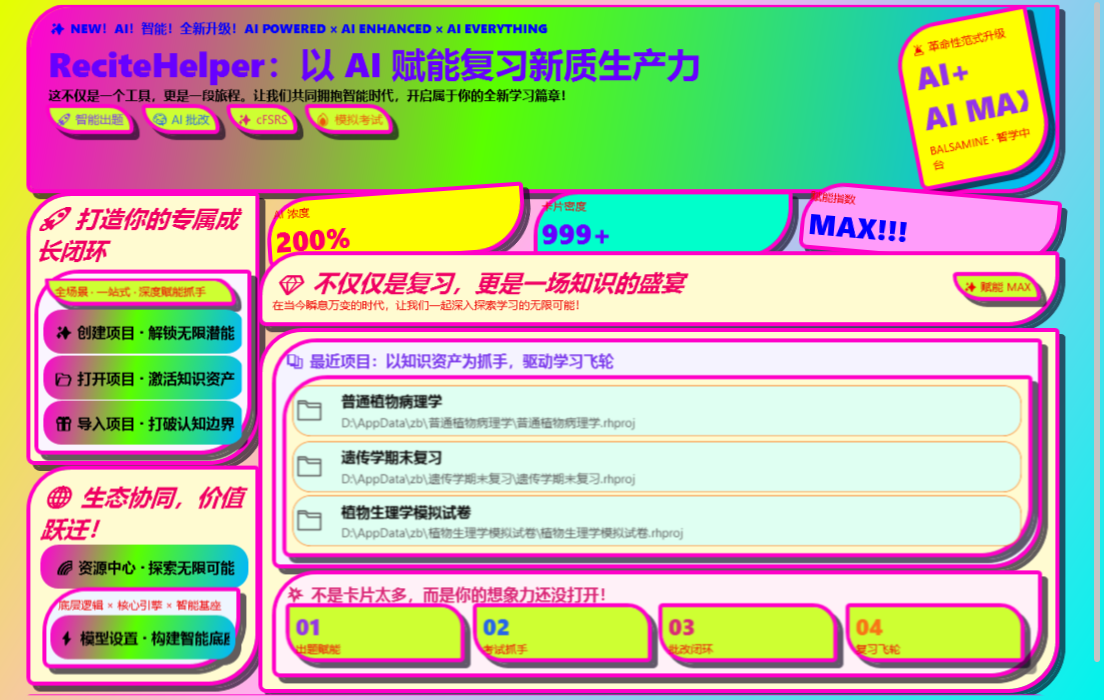 NEW! AI! 智能! 全新升级! AI POWERED × AI ENHANCED × AI EVERYTHING
ReciteHelper：以 AI 赋能复习新质生产力
这不仅是一个工具，更是一段旅程。让我们共同拥抱智能时代，开启属于你的全新学习篇章!
智能出题
AI 批改
cFSRS
模拟考试
革命性范式升级
AI+
AI MAX
BALSAMINE · 智学中
台
打造你的专属成
长闭环
全场景 · 一站式 · 深度赋能抓手
创建项目 · 解锁无限潜能
打开项目 · 激活知识资产
导入项目 · 打破认知边界
生态协同，价值
跃迁！
资源中心 · 探索无限可能
底层逻辑 × 核心引擎 × 智能基座
模型设置 · 构建智能底座
AI 浓度
200%
卡片密度
999+
赋能指数
MAX!!!
不仅仅是复习，更是一场知识的盛宴
在当今瞬息万变的时代，让我们一起深入探索学习的无限可能！
赋能 MAX
最近项目：以知识资产为抓手，驱动学习飞轮
普通植物病理学
D:\AppData\zb\普通植物病理学\普通植物病理学.rhproj
遗传学期末复习
D:\AppData\zb\遗传学期末复习\遗传学期末复习.rhproj
植物生理学模拟试卷
D:\AppData\zb\植物生理学模拟试卷\植物生理学模拟试卷.rhproj
不是卡片太多，而是你的想象力还没打开！
01
出题赋能
02
考试抓手
03
批改闭环
04
复习飞轮